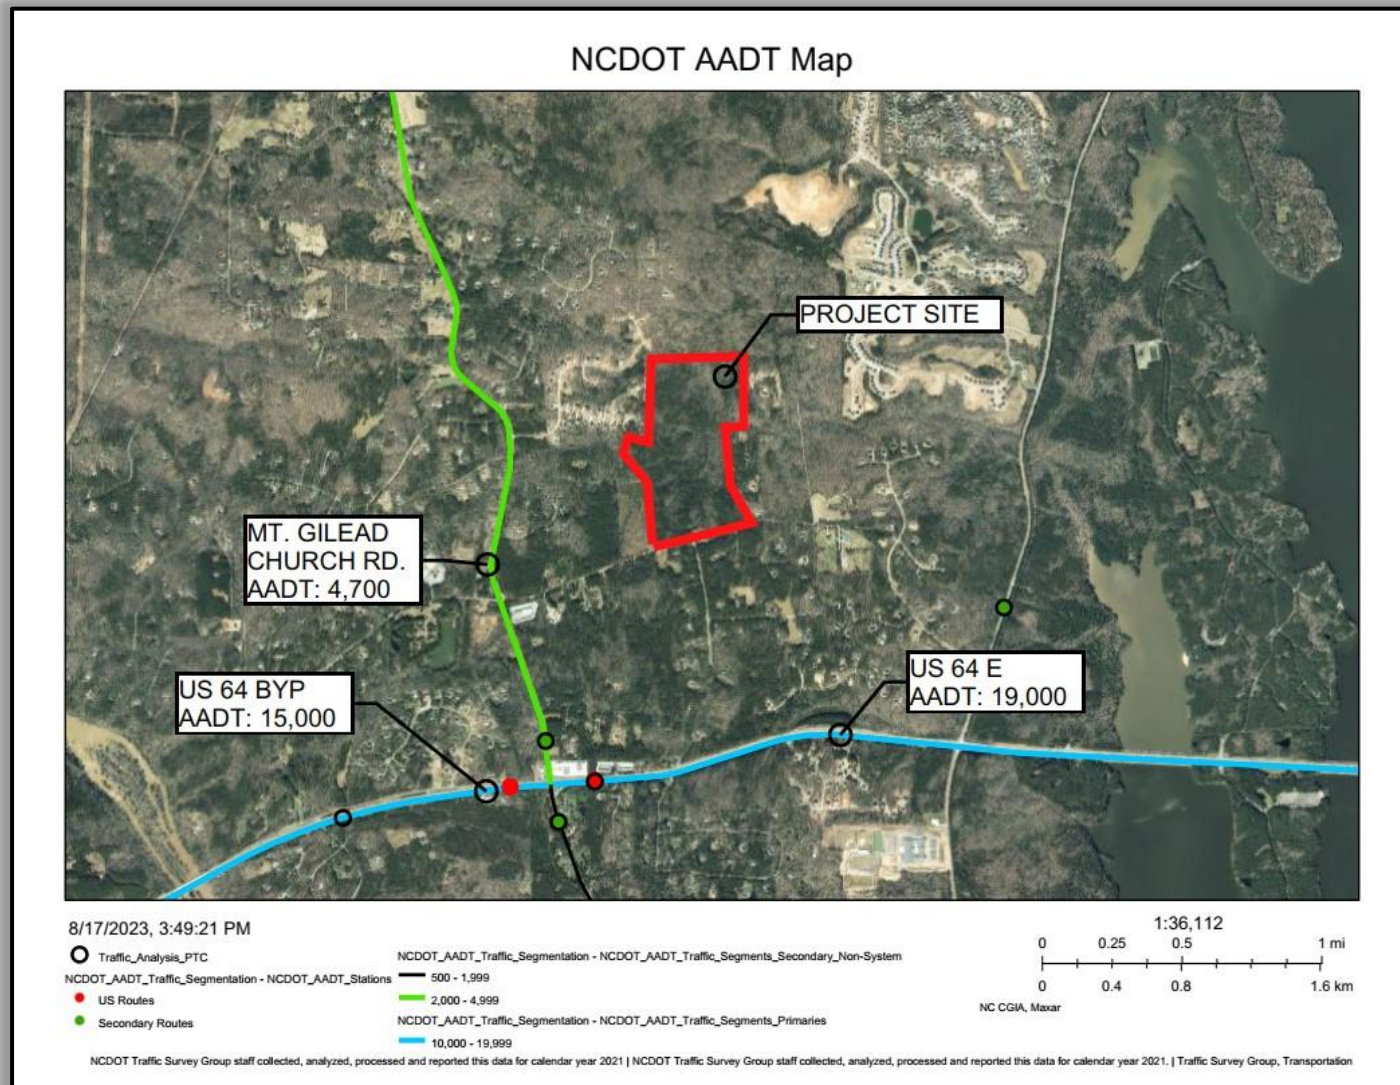 NCDOT AADT Map
PROJECT SITE
MT. GILEAD
CHURCH RD.
AADT: 4,700
US 64 BYP
AADT: 15,000
US 64 E
AADT: 19,000
8/17/2023, 3:49:21 PM
Traffic_Analysis_PTC
NCDOT_AADT_Traffic_Segmentation - NCDOT_AADT_Stations
US Routes
Secondary Routes
NCDOT_AADT_Traffic_Segmentation - NCDOT_AADT_Traffic_Segments_Secondary_Non-System
500 - 1,999
2,000 - 4,999
NCDOT_AADT_Traffic_Segmentation - NCDOT_AADT_Traffic_Segments_Primaries
10,000 - 19,999
1:36,112
0 0.25 0.5 1 mi
0 0.4 0.8 1.6 km
NC CGIA, Maxar
NCDOT Traffic Survey Group staff collected, analyzed, processed and reported this data for calendar year 2021 | NCDOT Traffic Survey Group staff collected, analyzed, processed and reported this data for calendar year 2021. | Traffic Survey Group, Transportation